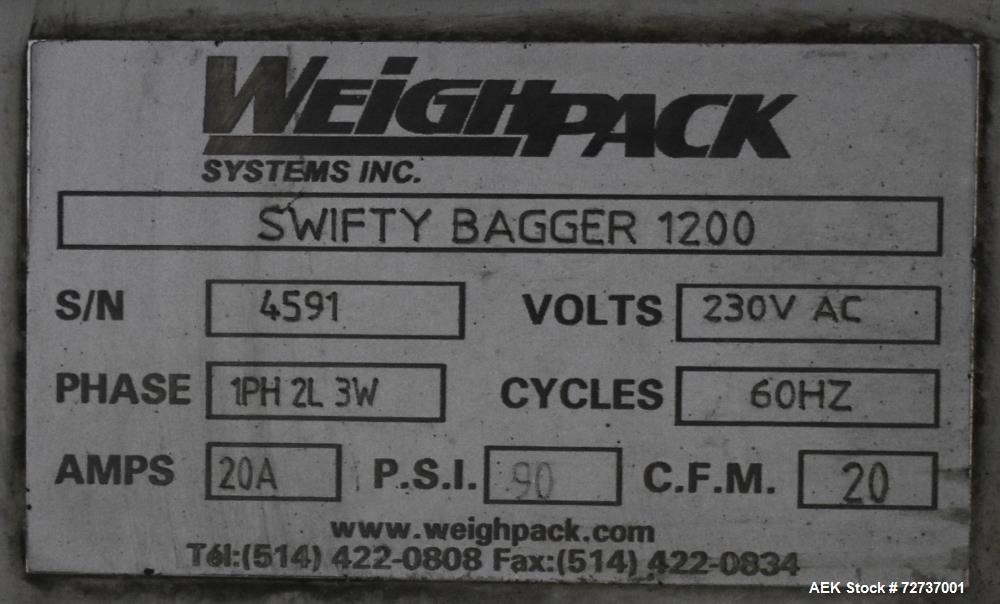 WEIGHPACK
SYSTEMS INC.
SWIFTY BAGGER 1200
S/N 4591 VOLTS 230V AC
PHASE 1PH 2L 3W CYCLES 60HZ
AMPS 20A P.S.I. 90 C.F.M. 20
www.weighpack.com
Tél:(514) 422-0808 Fax:(514) 422-0834
AEK Stock # 72737001